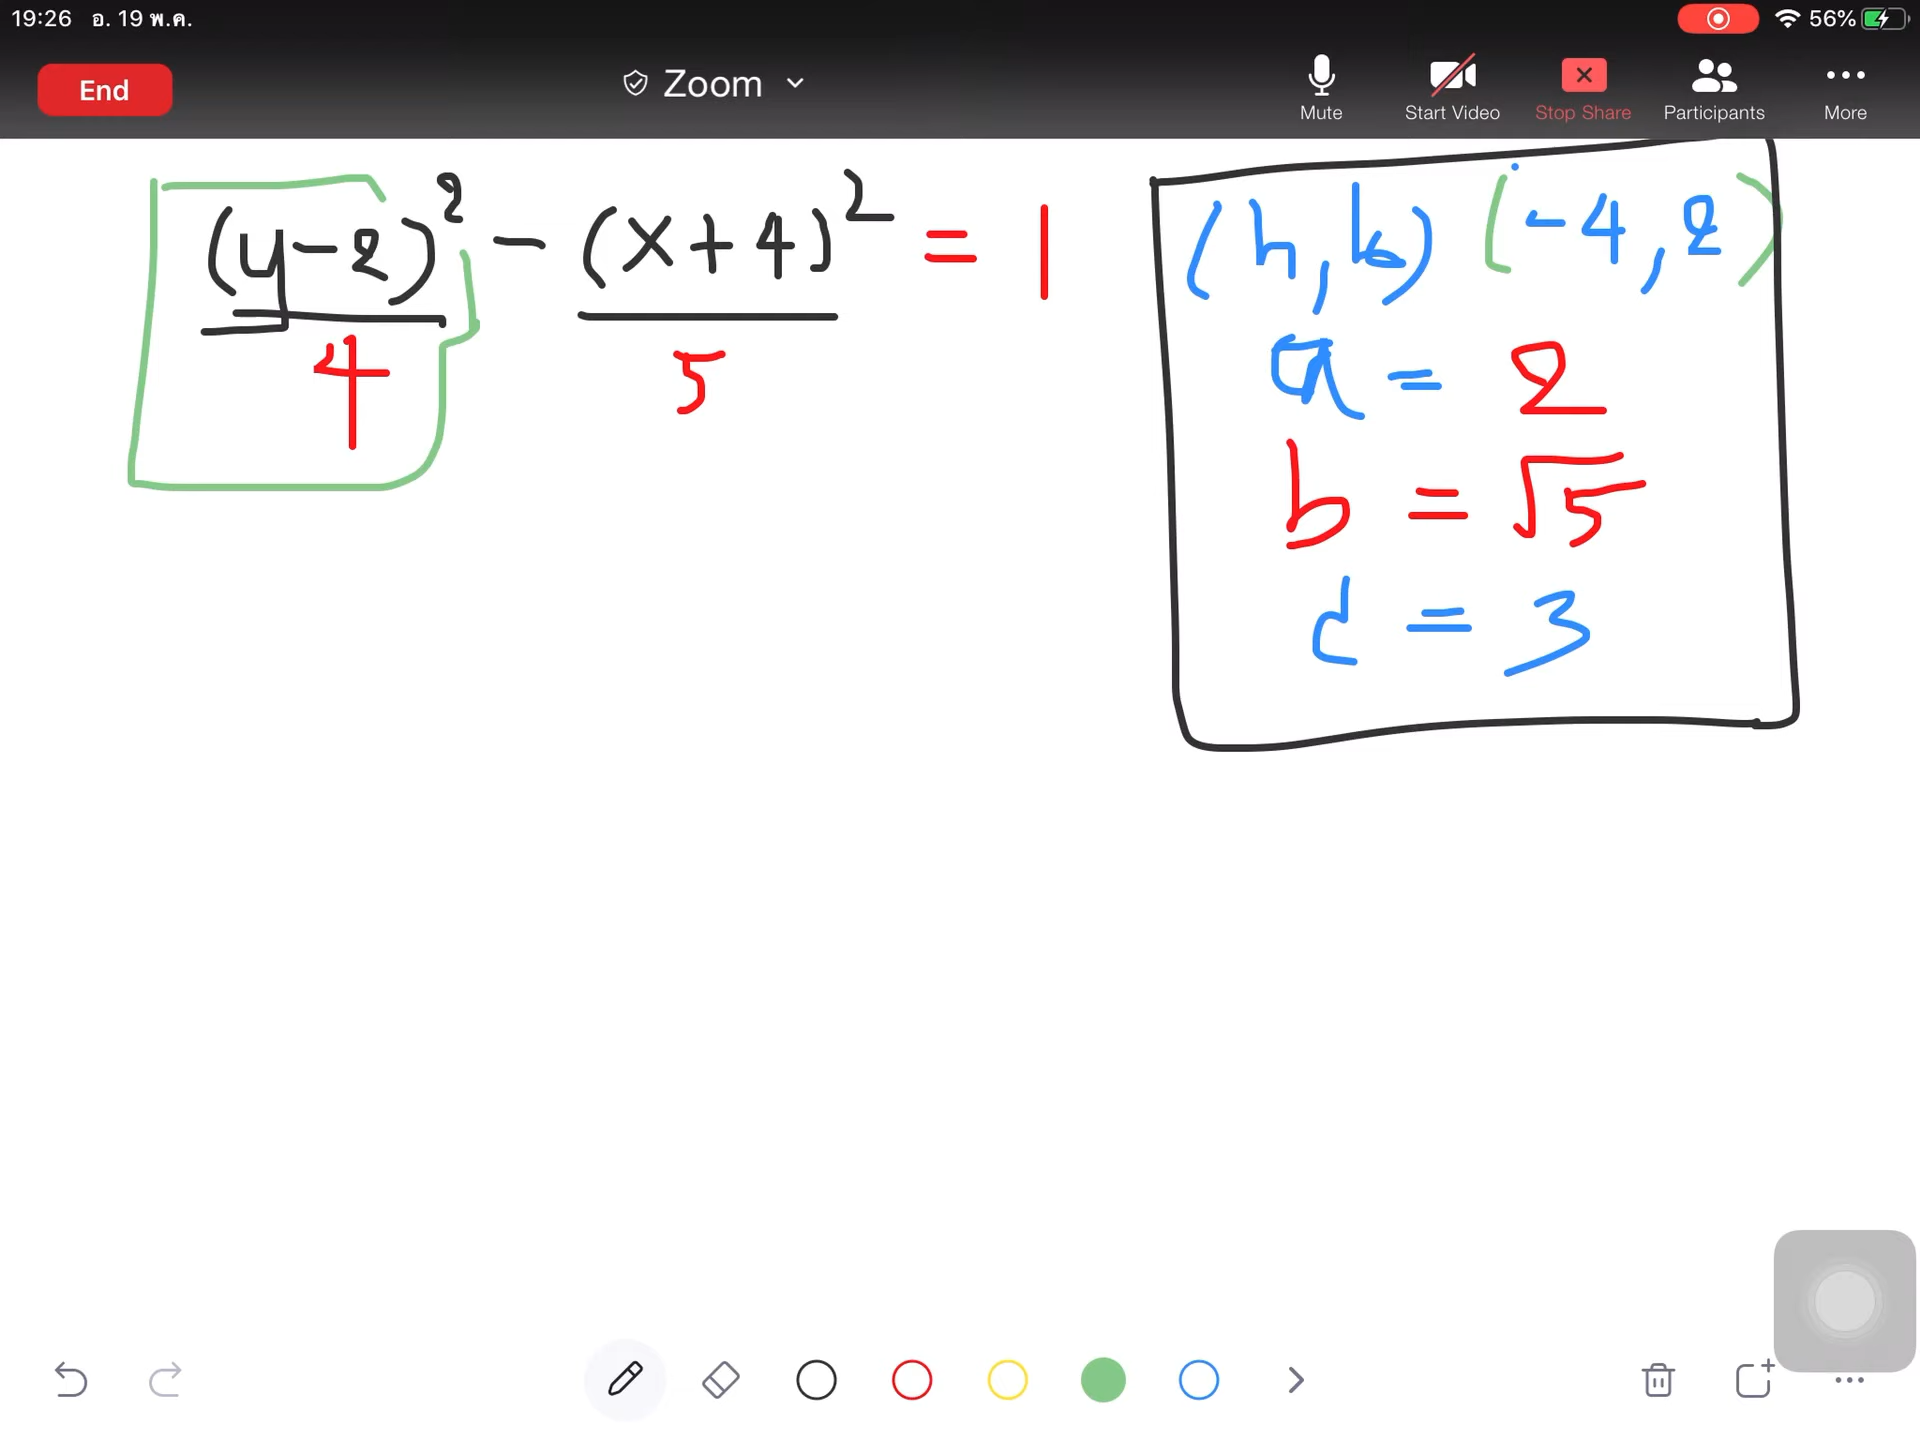 19:26 อ. 19 พ.ค. 56%
End Zoom Mute Start Video Stop Share Participants More
(y-2)² - (x+4)² = 1
4 5
(h, k) (-4, 2)
a = 2
b = √5
c = 3